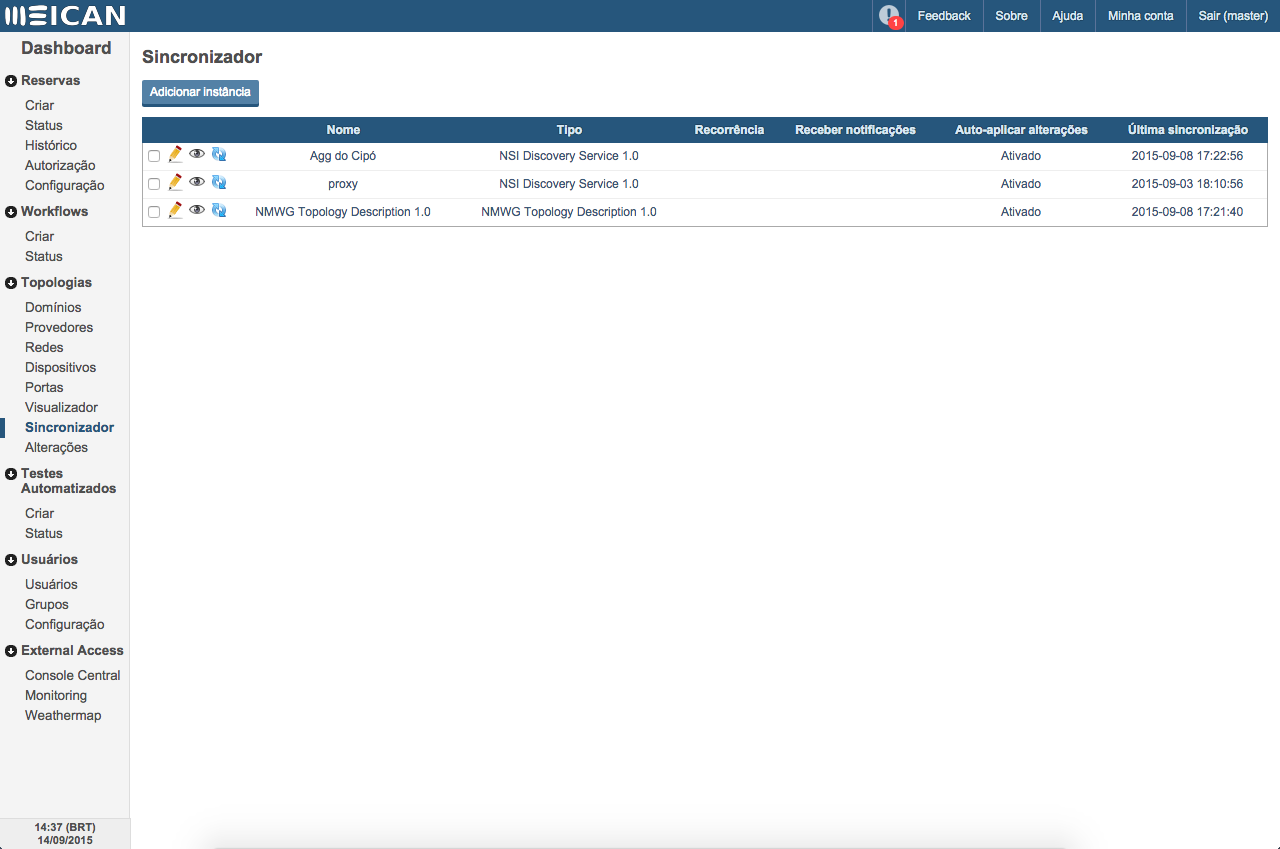 MEICAN
1
Feedback
Sobre
Ajuda
Minha conta
Sair (master)
Dashboard
Reservas
Criar
Status
Histórico
Autorização
Configuração
Workflows
Criar
Status
Topologias
Domínios
Provedores
Redes
Dispositivos
Portas
Visualizador
Sincronizador
Alterações
Testes
Automatizados
Criar
Status
Usuários
Usuários
Grupos
Configuração
External Access
Console Central
Monitoring
Weathermap
14:37 (BRT)
14/09/2015
Sincronizador
Adicionar instância
Nome Tipo Recorrência Receber notificações Auto-aplicar alterações Última sincronização
Agg do Cipó NSI Discovery Service 1.0 Ativado 2015-09-08 17:22:56
proxy NSI Discovery Service 1.0 Ativado 2015-09-03 18:10:56
NMWG Topology Description 1.0 NMWG Topology Description 1.0 Ativado 2015-09-08 17:21:40